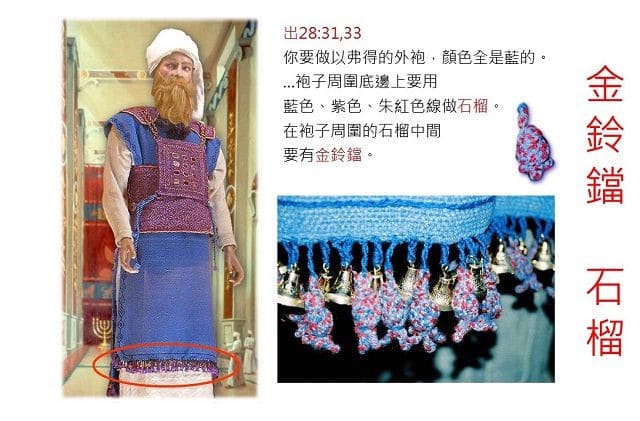 出28:31,33
你要做以弗得的外袍，顏色全是藍的。
…袍子周圍底邊上要用
藍色、紫色、朱紅色線做石榴。
在袍子周圍的石榴中間
要有金鈴鐺。
金鈴鐺
石榴